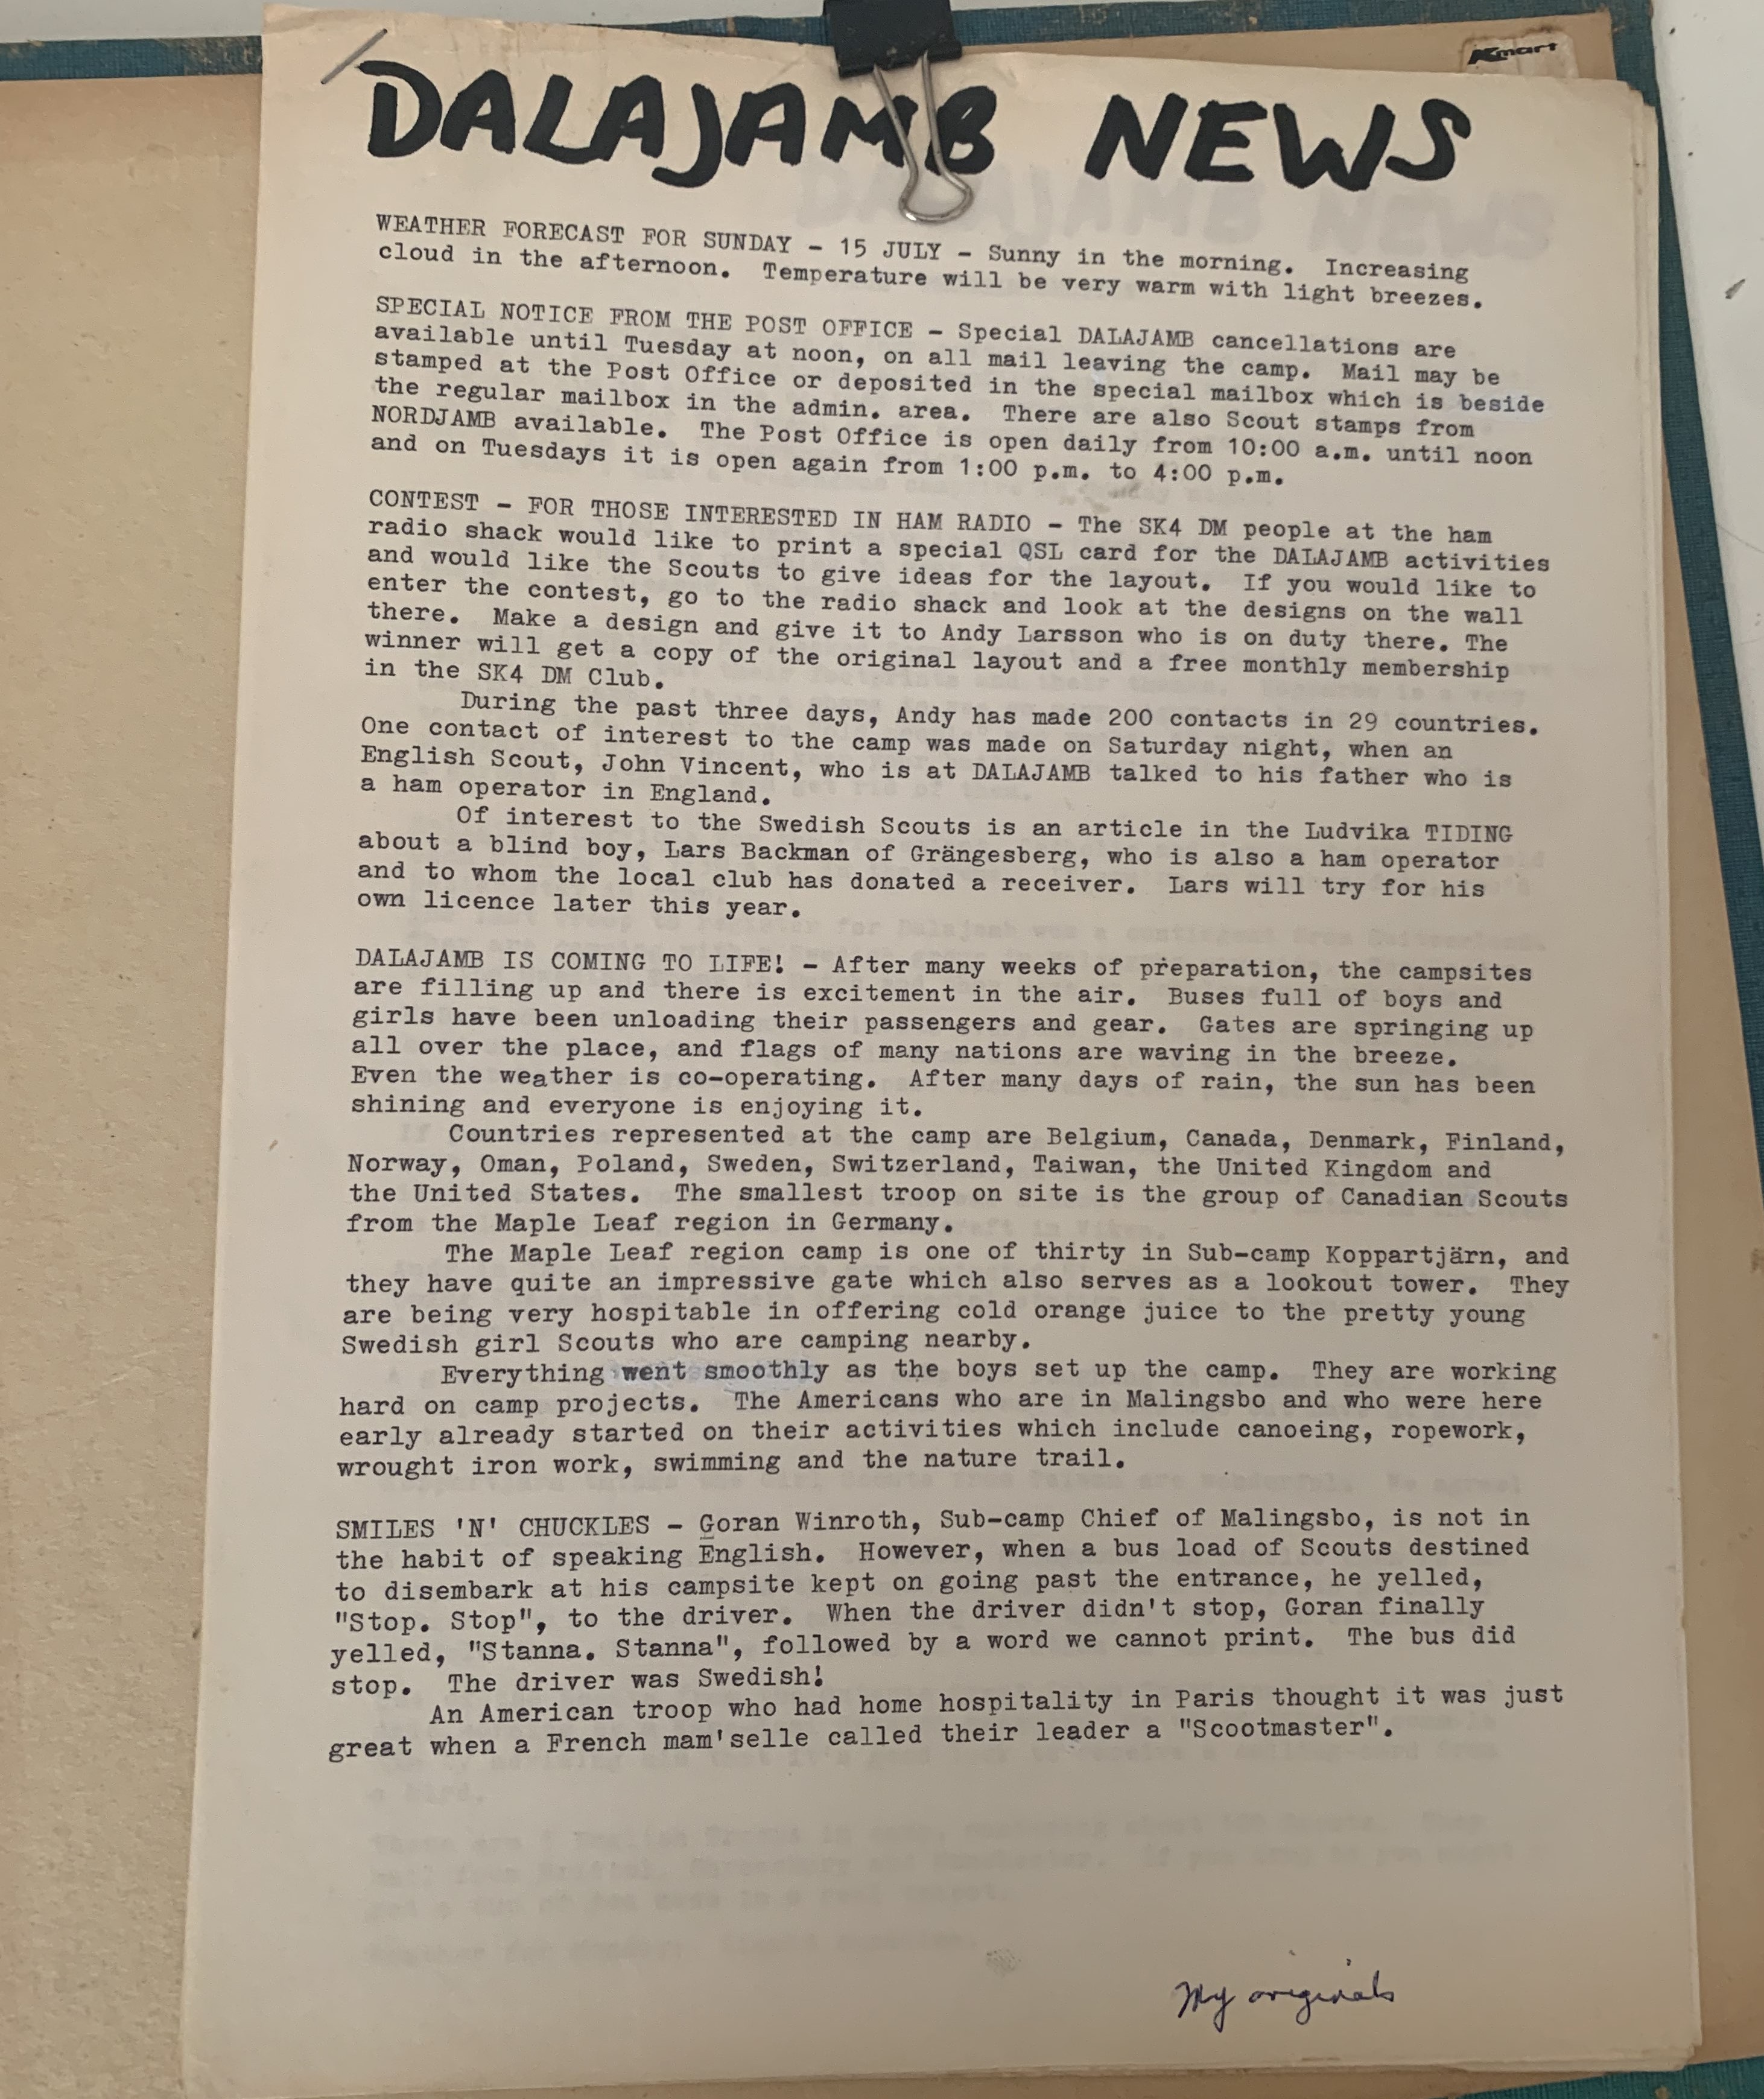 Kmart
DALAJAMB NEWS
WEATHER FORECAST FOR SUNDAY - 15 JULY - Sunny in the morning. Increasing
cloud in the afternoon. Temperature will be very warm with light breezes.
SPECIAL NOTICE FROM THE POST OFFICE - Special DALAJAMB cancellations are
available until Tuesday at noon, on all mail leaving the camp. Mail may be
stamped at the Post Office or deposited in the special mailbox which is beside
the regular mailbox in the admin. area. There are also Scout stamps from
NORDJAMB available. The Post Office is open daily from 10:00 a.m. until noon
and on Tuesdays it is open again from 1:00 p.m. to 4:00 p.m.
CONTEST - FOR THOSE INTERESTED IN HAM RADIO - The SK4 DM people at the ham
radio shack would like to print a special QSL card for the DALAJAMB activities
and would like the Scouts to give ideas for the layout. If you would like to
enter the contest, go to the radio shack and look at the designs on the wall
there. Make a design and give it to Andy Larsson who is on duty there. The
winner will get a copy of the original layout and a free monthly membership
in the SK4 DM Club.
During the past three days, Andy has made 200 contacts in 29 countries.
One contact of interest to the camp was made on Saturday night, when an
English Scout, John Vincent, who is at DALAJAMB talked to his father who is
a ham operator in England.
Of interest to the Swedish Scouts is an article in the Ludvika TIDING
about a blind boy, Lars Backman of Grängesberg, who is also a ham operator
and to whom the local club has donated a receiver. Lars will try for his
own licence later this year.
DALAJAMB IS COMING TO LIFE! - After many weeks of preparation, the campsites
are filling up and there is excitement in the air. Buses full of boys and
girls have been unloading their passengers and gear. Gates are springing up
all over the place, and flags of many nations are waving in the breeze.
Even the weather is co-operating. After many days of rain, the sun has been
shining and everyone is enjoying it.
Countries represented at the camp are Belgium, Canada, Denmark, Finland,
Norway, Oman, Poland, Sweden, Switzerland, Taiwan, the United Kingdom and
the United States. The smallest troop on site is the group of Canadian Scouts
from the Maple Leaf region in Germany.
The Maple Leaf region camp is one of thirty in Sub-camp Koppartjärn, and
they have quite an impressive gate which also serves as a lookout tower. They
are being very hospitable in offering cold orange juice to the pretty young
Swedish girl Scouts who are camping nearby.
Everything went smoothly as the boys set up the camp. They are working
hard on camp projects. The Americans who are in Malingsbo and who were here
early already started on their activities which include canoeing, ropework,
wrought iron work, swimming and the nature trail.
SMILES 'N' CHUCKLES - Goran Winroth, Sub-camp Chief of Malingsbo, is not in
the habit of speaking English. However, when a bus load of Scouts destined
to disembark at his campsite kept on going past the entrance, he yelled,
"Stop. Stop", to the driver. When the driver didn't stop, Goran finally
yelled, "Stanna. Stanna", followed by a word we cannot print. The bus did
stop. The driver was Swedish!
An American troop who had home hospitality in Paris thought it was just
great when a French mam'selle called their leader a "Scootmaster".
My originals